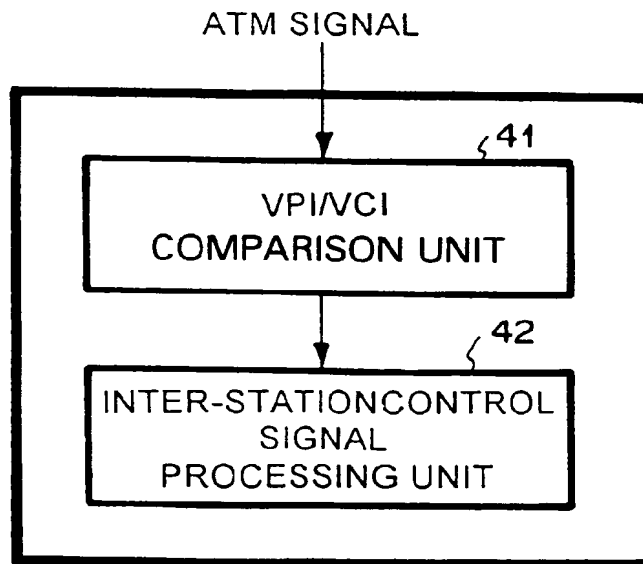 ATM SIGNAL
41
VPI/VCI
COMPARISON UNIT
42
INTER-STATIONCONTROL
SIGNAL
PROCESSING UNIT